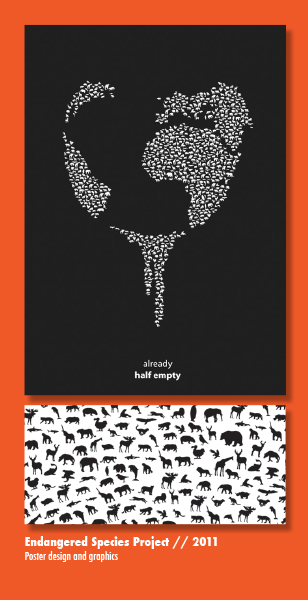 already
half empty
Endangered Species Project // 2011
Poster design and graphics